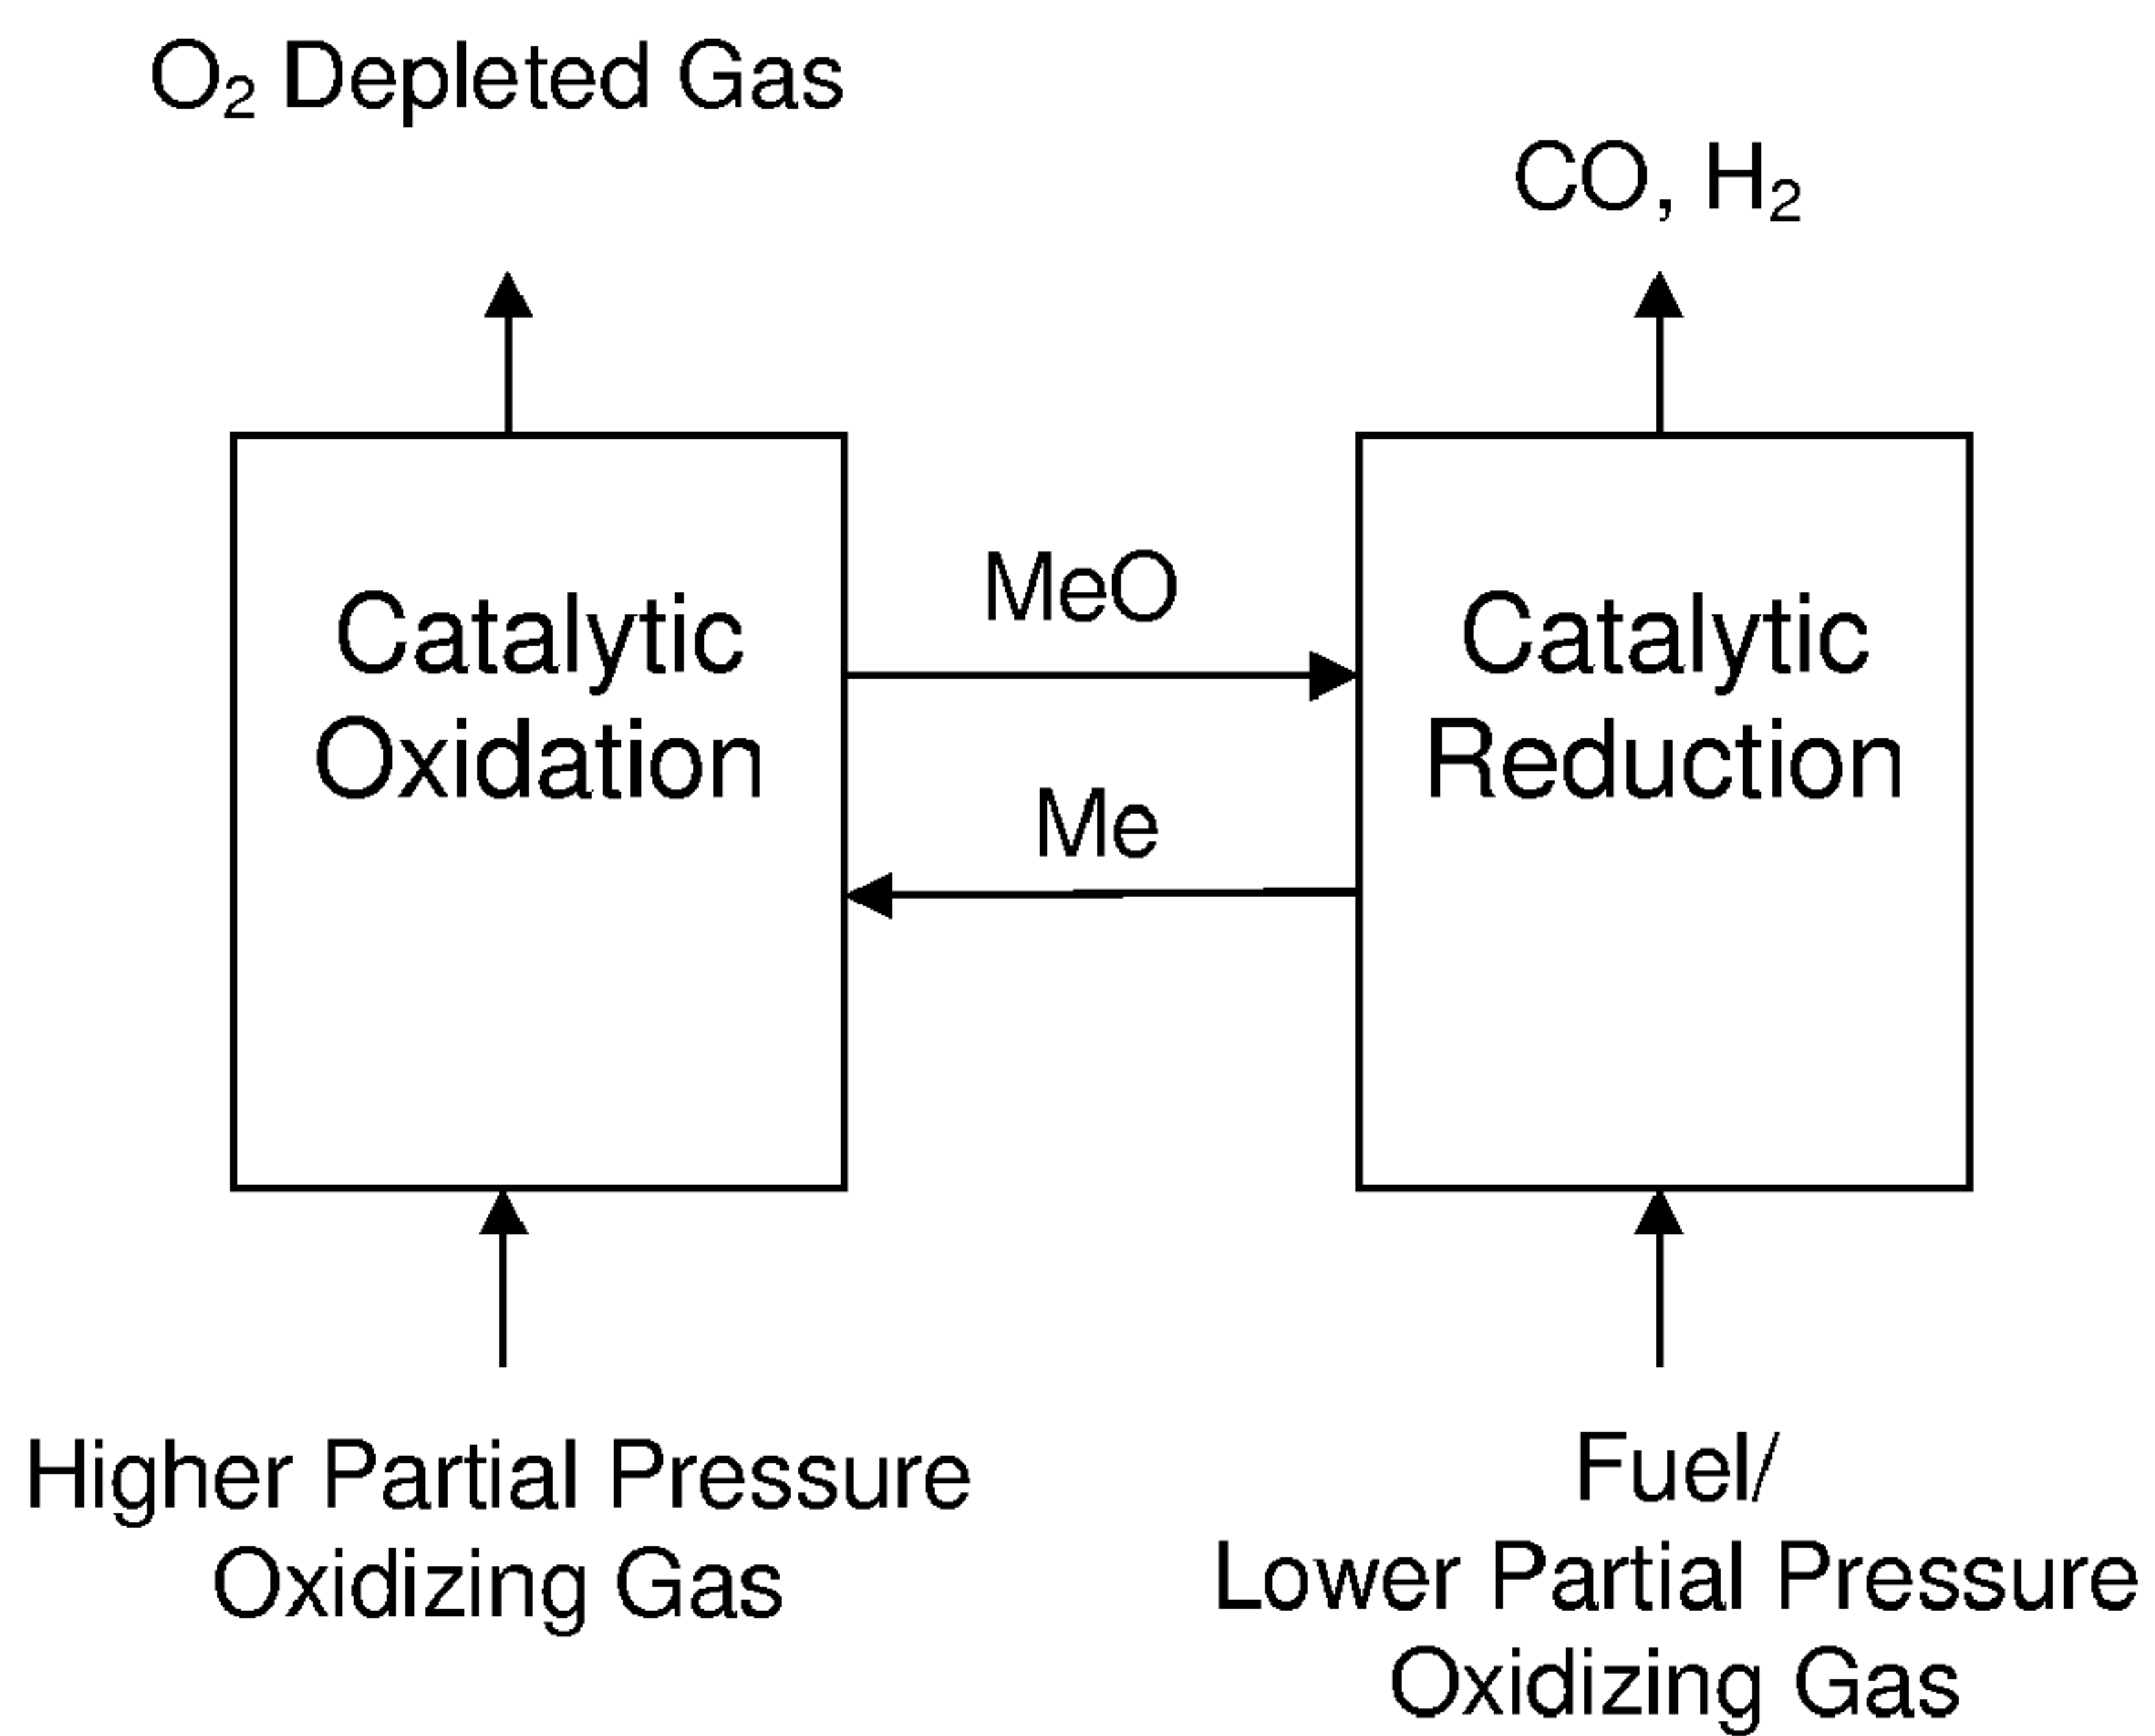 O₂ Depleted Gas
CO, H₂
Catalytic
Oxidation
MeO
Me
Catalytic
Reduction
Higher Partial Pressure
Oxidizing Gas
Fuel/
Lower Partial Pressure
Oxidizing Gas